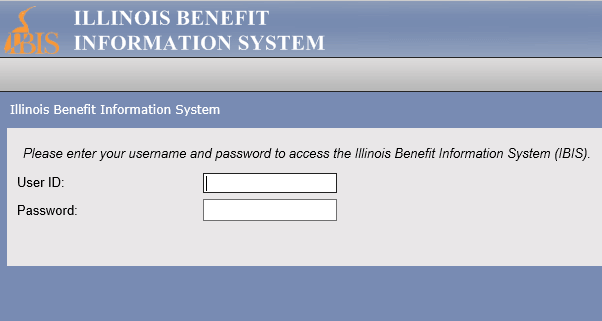 IBIS
ILLINOIS BENEFIT
INFORMATION SYSTEM
Illinois Benefit Information System
Please enter your username and password to access the Illinois Benefit Information System (IBIS).
User ID:
Password: